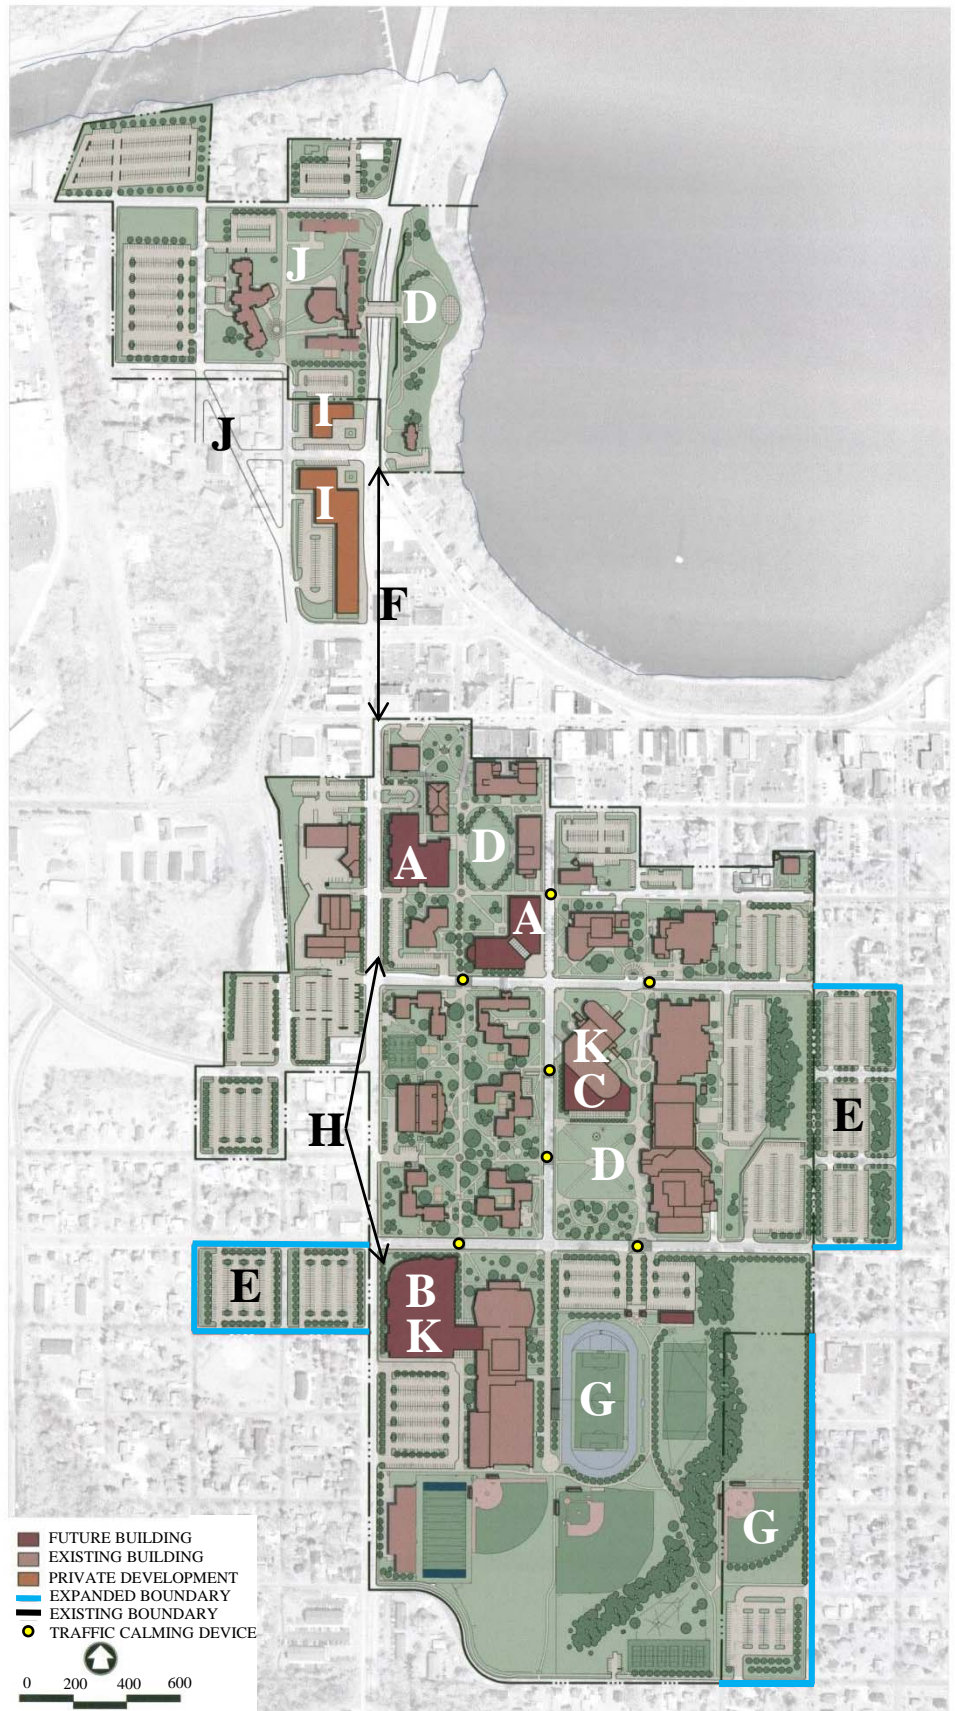 J
D
I
J
I
F
D
A
A
K
C
E
H
D
E
B
K
G
G
FUTURE BUILDING
EXISTING BUILDING
PRIVATE DEVELOPMENT
EXPANDED BOUNDARY
EXISTING BOUNDARY
TRAFFIC CALMING DEVICE
0 200 400 600